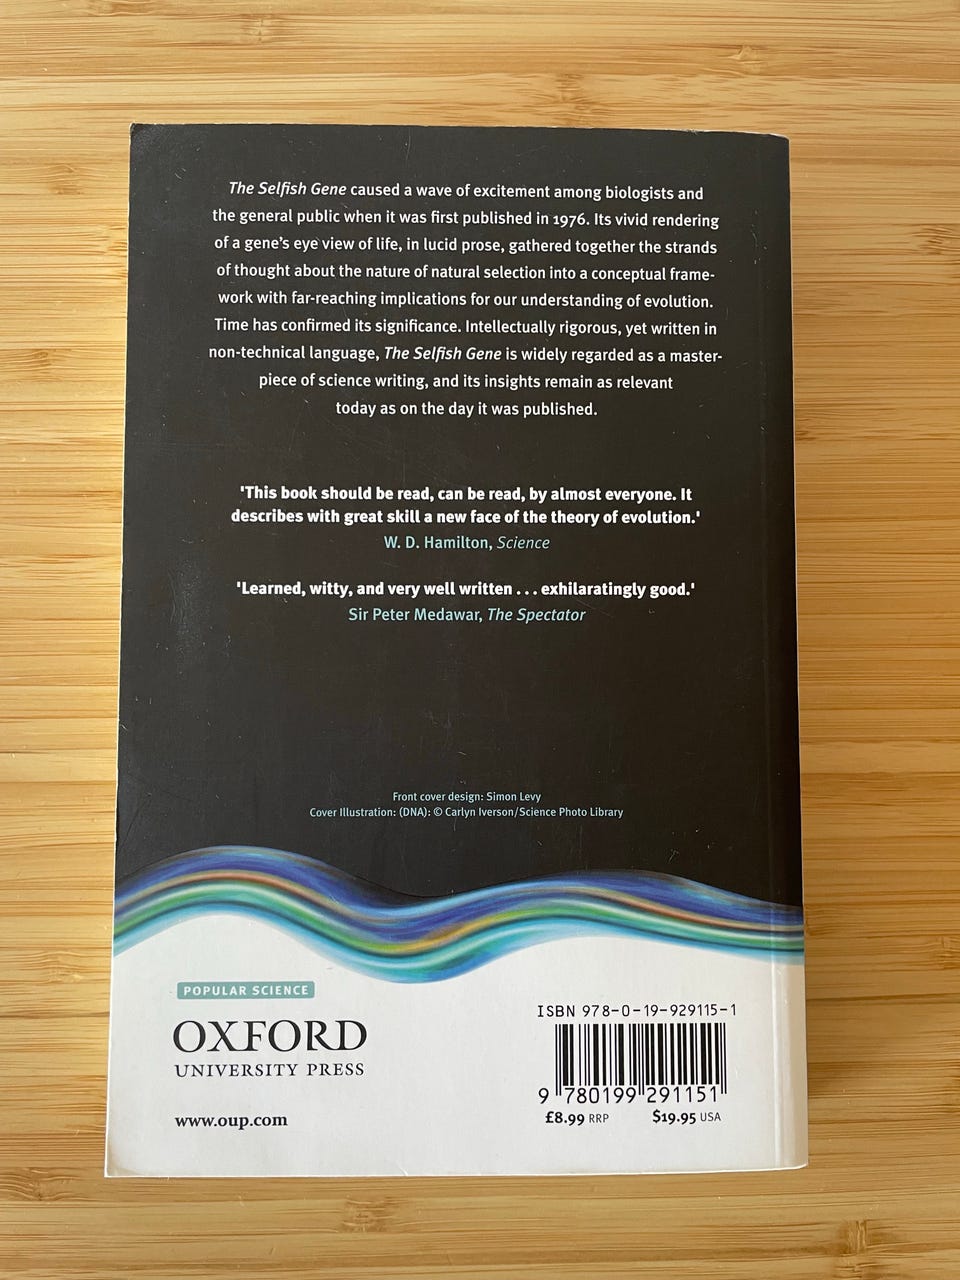 The Selfish Gene caused a wave of excitement among biologists and
the general public when it was first published in 1976. Its vivid rendering
of a gene's eye view of life, in lucid prose, gathered together the strands
of thought about the nature of natural selection into a conceptual frame-
work with far-reaching implications for our understanding of evolution.
Time has confirmed its significance. Intellectually rigorous, yet written in
non-technical language, The Selfish Gene is widely regarded as a master-
piece of science writing, and its insights remain as relevant
today as on the day it was published.
'This book should be read, can be read, by almost everyone. It
describes with great skill a new face of the theory of evolution.'
W. D. Hamilton, Science
'Learned, witty, and very well written . . . exhilaratingly good.'
Sir Peter Medawar, The Spectator
Front cover design: Simon Levy
Cover Illustration: (DNA): © Carlyn Iverson/Science Photo Library
POPULAR SCIENCE
OXFORD
UNIVERSITY PRESS
www.oup.com
ISBN 978-0-19-929115-1
9 780199 291151
£8.99 RRP $19.95 USA